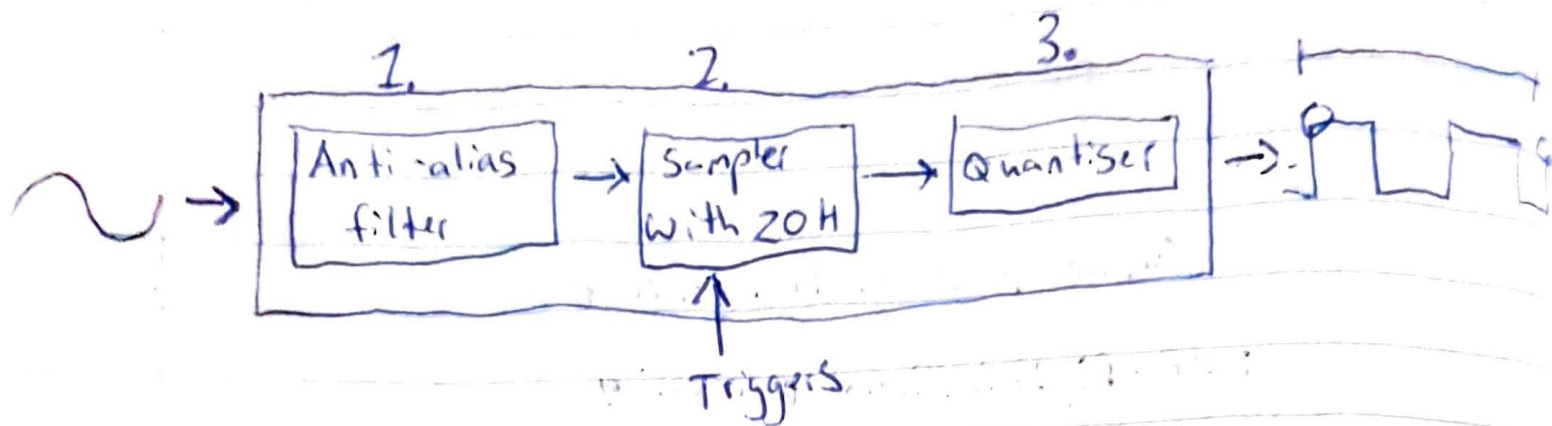 1.
2.
3.
Anti-alias
filter
Sampler
with ZOH
Quantiser
Triggers